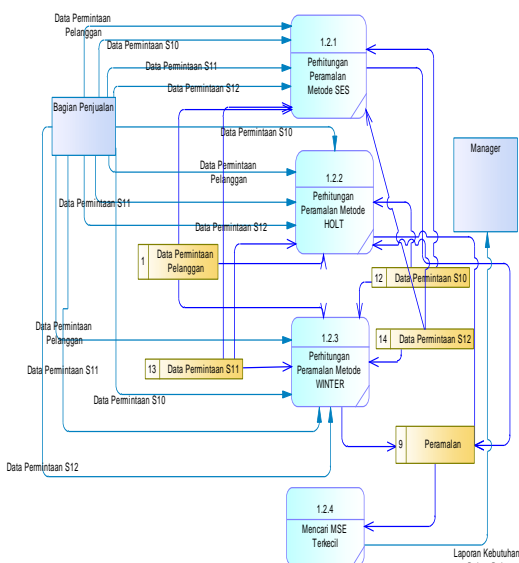 Data Permintaan
Pelanggan
Data Permintaan S10
Data Permintaan S11
Data Permintaan S12
1.2.1
Perhitungan
Peramalan
Metode SES
Bagian Penjualan
Data Permintaan S10
Data Permintaan
Pelanggan
Data Permintaan S11
Data Permintaan S12
1.2.2
Perhitungan
Peramalan Metode
HOLT
Manager
1
Data Permintaan
Pelanggan
12 Data Permintaan S10
14 Data Permintaan S12
13 Data Permintaan S11
Data Permintaan
Pelanggan
Data Permintaan S11
Data Permintaan S10
Data Permintaan S12
1.2.3
Perhitungan
Peramalan Metode
WINTER
9 Peramalan
1.2.4
Mencari MSE
Terkecil
Laporan Kebutuhan